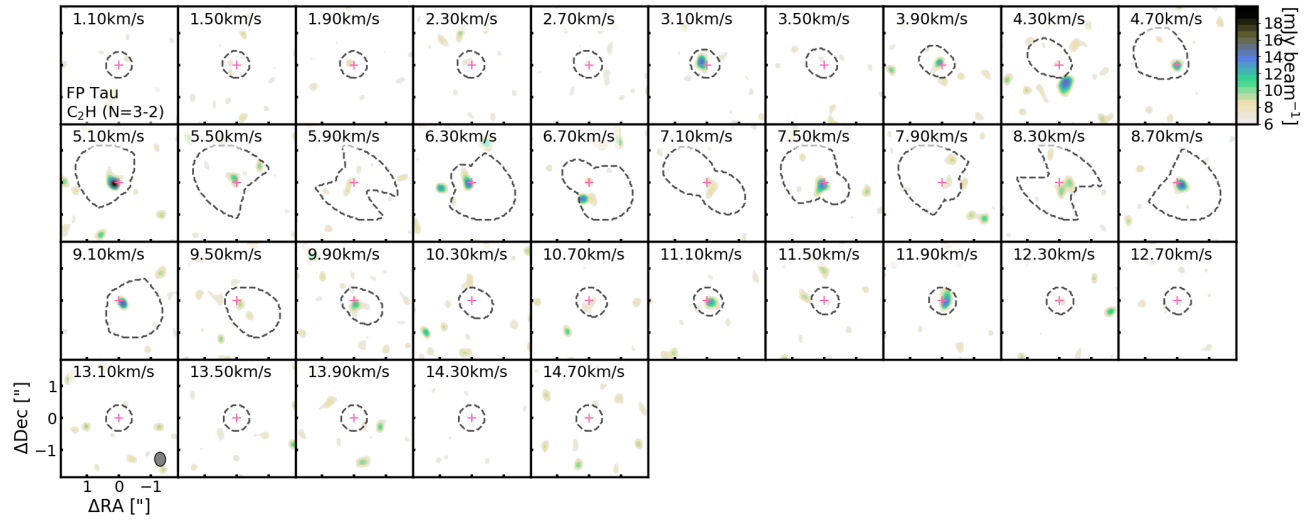 1.10km/s 1.50km/s 1.90km/s 2.30km/s 2.70km/s 3.10km/s 3.50km/s 3.90km/s 4.30km/s 4.70km/s
FP Tau
C₂H (N=3-2)
18
16
14
12
10
8
6
[mJy beam⁻¹]
5.10km/s 5.50km/s 5.90km/s 6.30km/s 6.70km/s 7.10km/s 7.50km/s 7.90km/s 8.30km/s 8.70km/s
9.10km/s 9.50km/s 9.90km/s 10.30km/s 10.70km/s 11.10km/s 11.50km/s 11.90km/s 12.30km/s 12.70km/s
13.10km/s 13.50km/s 13.90km/s 14.30km/s 14.70km/s
ΔDec ["]
1
0
−1
1 0 −1
ΔRA ["]